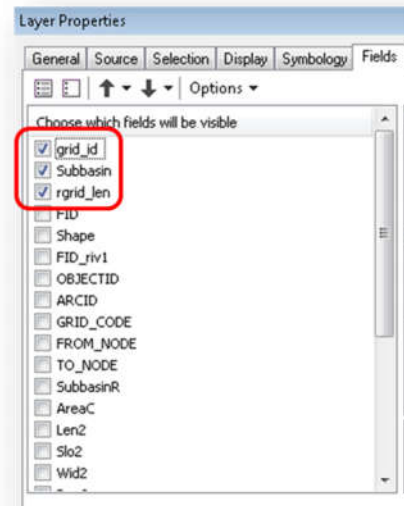 Layer Properties
General Source Selection Display Symbology Fields
Options
Choose which fields will be visible
grid_id
Subbasin
rgrid_len
FID
Shape
FID_riv1
OBJECTID
ARCID
GRID_CODE
FROM_NODE
TO_NODE
SubbasinR
AreaC
Len2
Slo2
Wid2